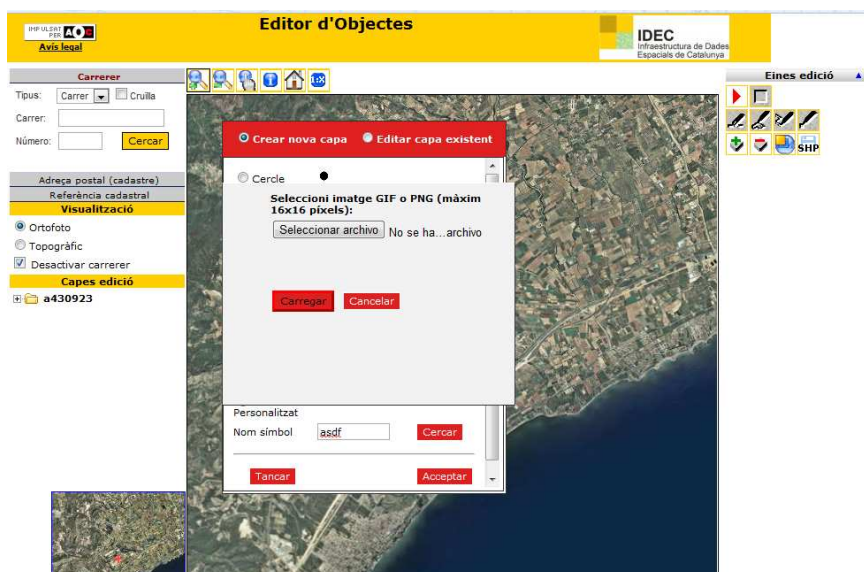 IMPULSAT
PER AOC
Avís legal
Editor d'Objectes
IDEC
Infraestructura de Dades
Espacials de Catalunya
Carrerer
Tipus: Carrer Cruïlla
Carrer:
Número: Cercar
Adreça postal (cadastre)
Referència cadastral
Visualització
Ortofoto
Topogràfic
Desactivar carrerer
Capes edició
a430923
1:X
Crear nova capa Editar capa existent
Cercle
Seleccioni imatge GIF o PNG (màxim
16x16 píxels):
Seleccionar archivo No se ha...archivo
Carregar Cancelar
Personalitzat
Nom símbol asdf Cercar
Tancar Acceptar
Eines edició
SHP